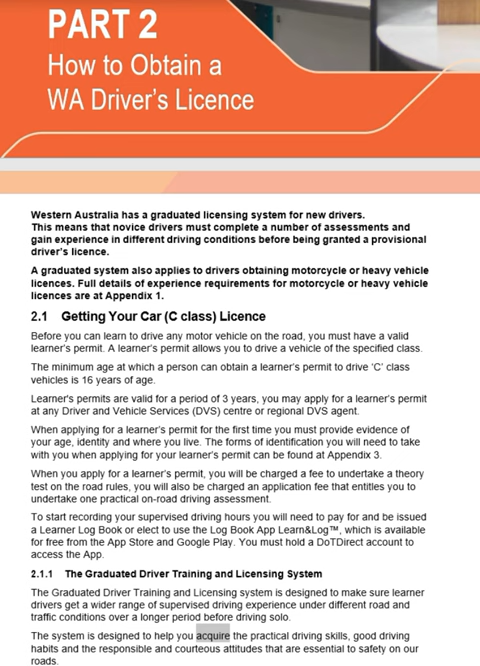 PART 2
How to Obtain a
WA Driver's Licence
Western Australia has a graduated licensing system for new drivers.
This means that novice drivers must complete a number of assessments and
gain experience in different driving conditions before being granted a provisional
driver's licence.
A graduated system also applies to drivers obtaining motorcycle or heavy vehicle
licences. Full details of experience requirements for motorcycle or heavy vehicle
licences are at Appendix 1.
2.1 Getting Your Car (C class) Licence
Before you can learn to drive any motor vehicle on the road, you must have a valid
learner's permit. A learner's permit allows you to drive a vehicle of the specified class.
The minimum age at which a person can obtain a learner's permit to drive 'C' class
vehicles is 16 years of age.
Learner's permits are valid for a period of 3 years, you may apply for a learner's permit
at any Driver and Vehicle Services (DVS) centre or regional DVS agent.
When applying for a learner's permit for the first time you must provide evidence of
your age, identity and where you live. The forms of identification you will need to take
with you when applying for your learner's permit can be found at Appendix 3.
When you apply for a learner's permit, you will be charged a fee to undertake a theory
test on the road rules, you will also be charged an application fee that entitles you to
undertake one practical on-road driving assessment.
To start recording your supervised driving hours you will need to pay for and be issued
a Learner Log Book or elect to use the Log Book App Learn&Log™, which is available
for free from the App Store and Google Play. You must hold a DoTDirect account to
access the App.
2.1.1 The Graduated Driver Training and Licensing System
The Graduated Driver Training and Licensing system is designed to make sure learner
drivers get a wider range of supervised driving experience under different road and
traffic conditions over a longer period before driving solo.
The system is designed to help you acquire the practical driving skills, good driving
habits and the responsible and courteous attitudes that are essential to safety on our
roads.